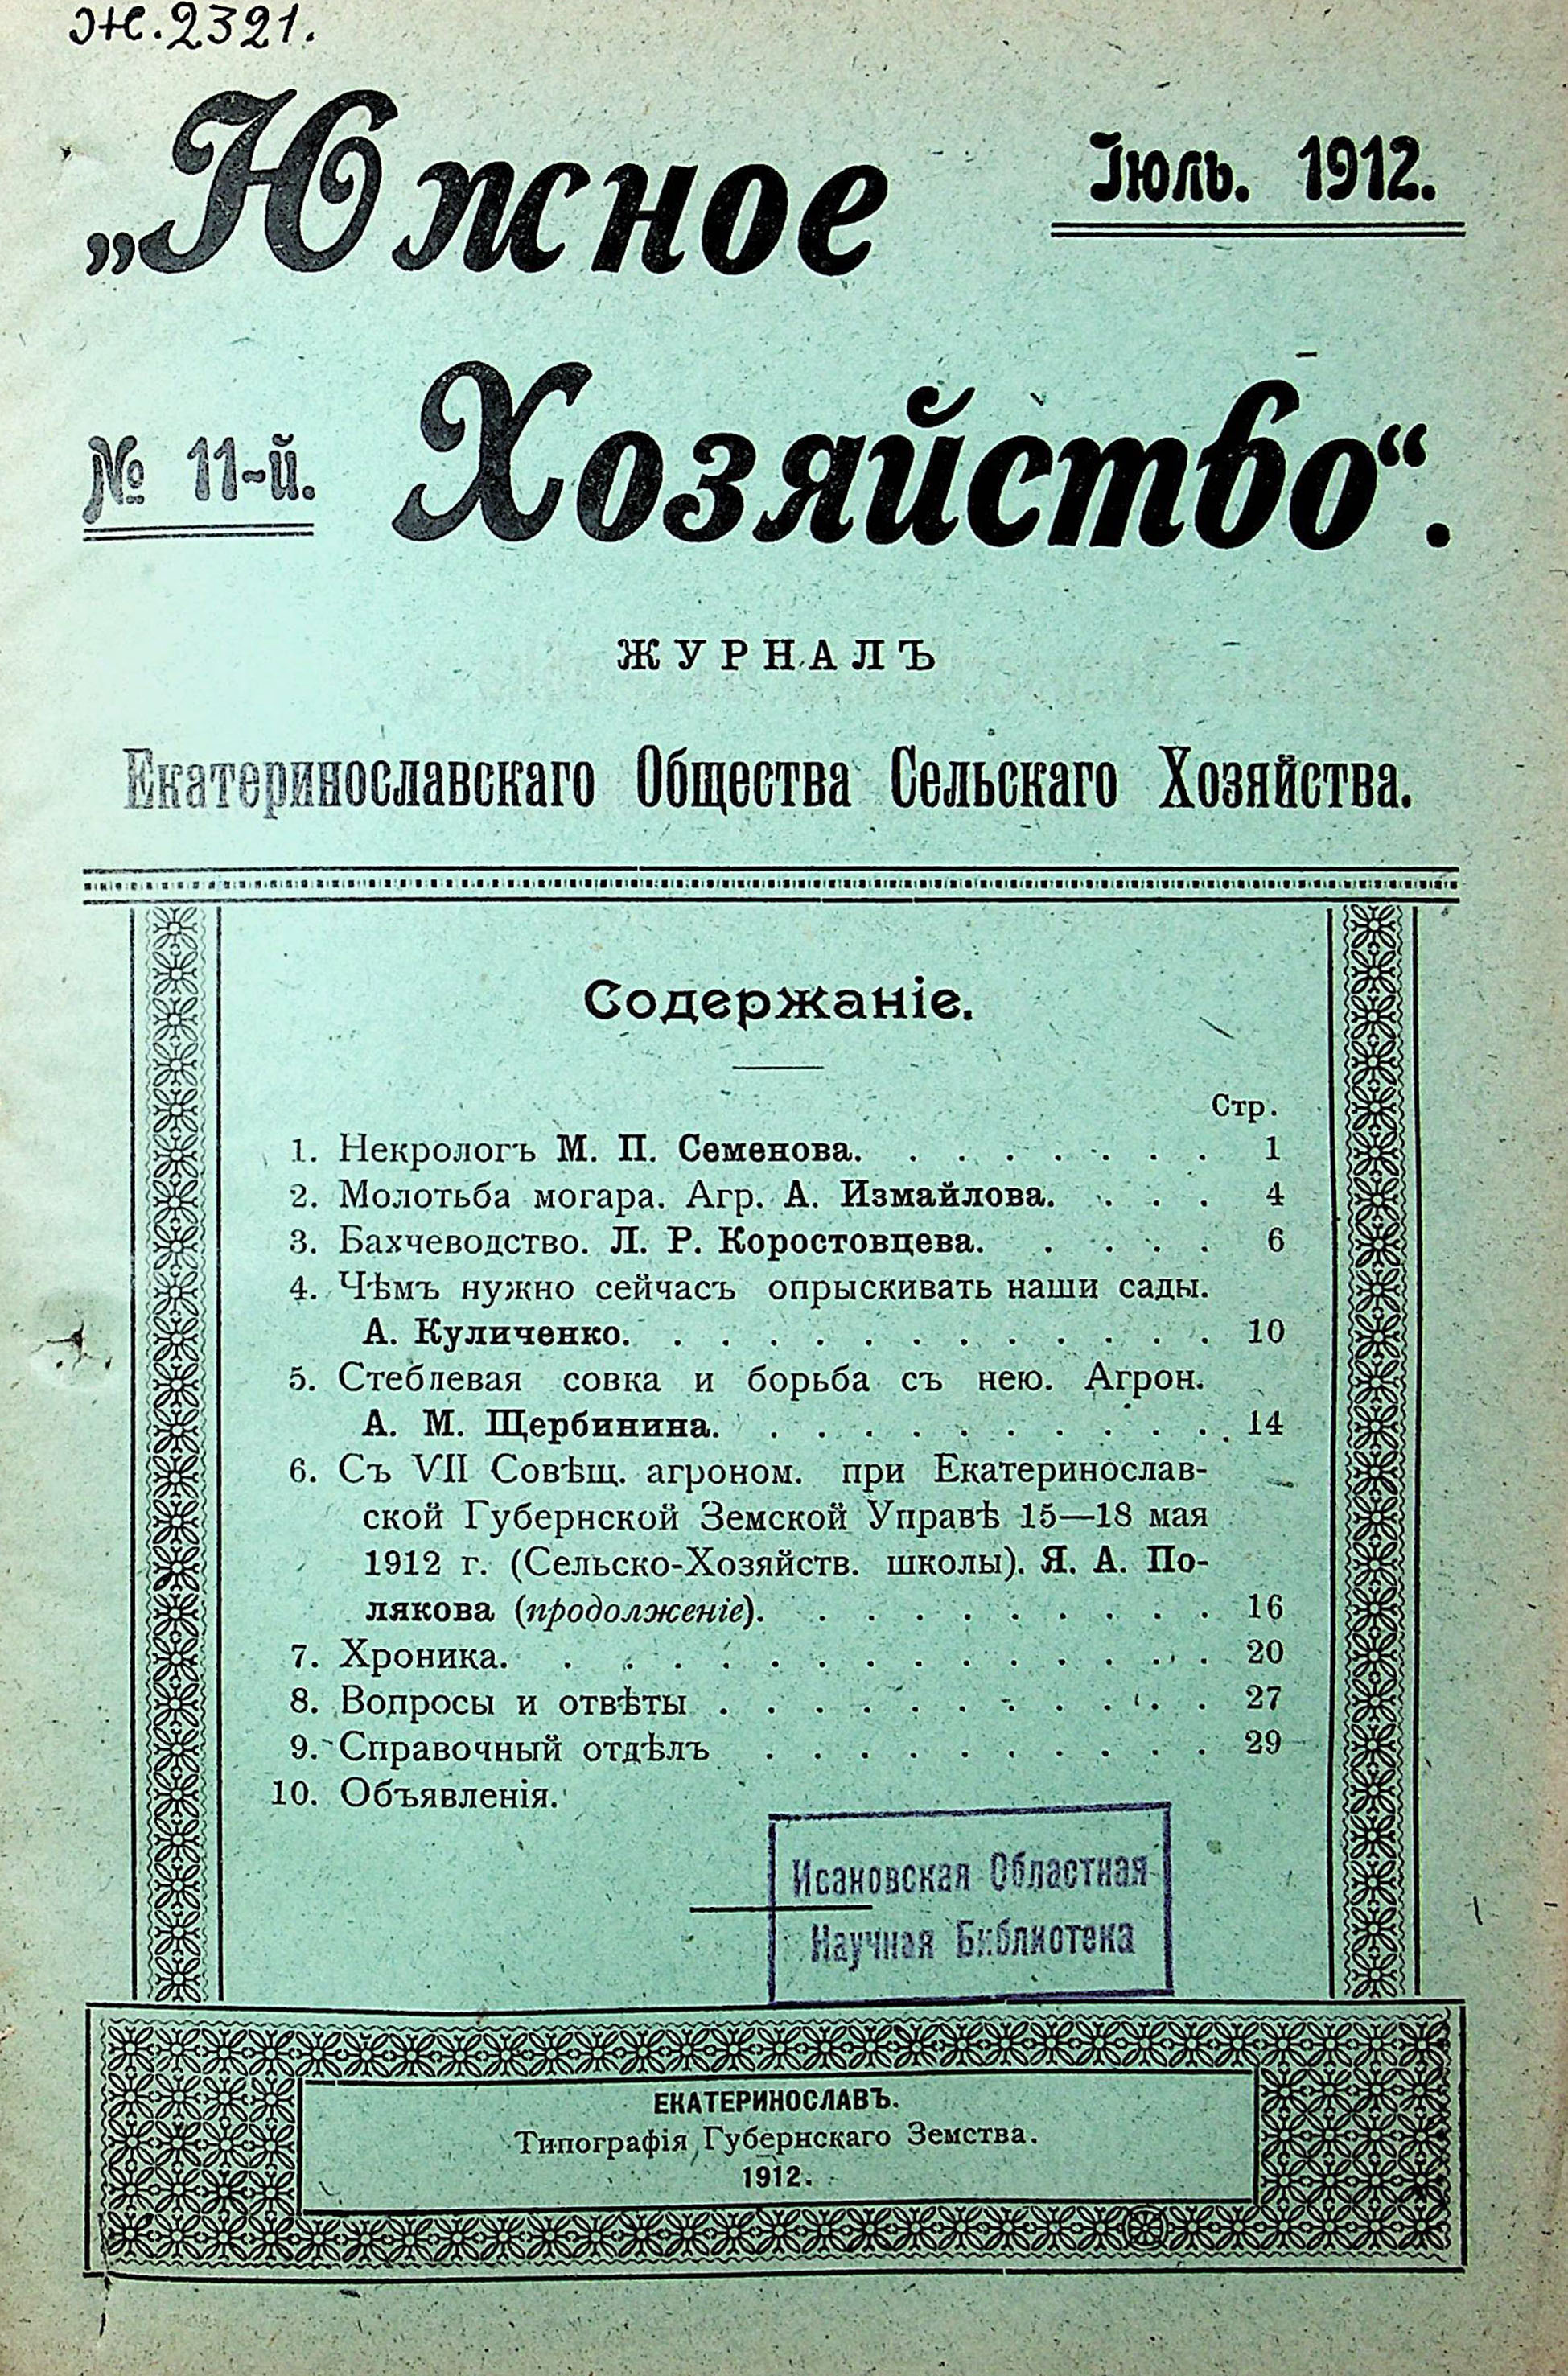 Ж.2321.
„Южное
Іюль. 1912.
№ 11-й.
Хозяйство“.
ЖУРНАЛЪ
Екатеринославскаго Общества Сельскаго Хозяйства.
Содержаніе.
Стр.
1. Некрологъ М. П. Семенова. . . . . . . . 1
2. Молотьба могара. Агр. А. Измайлова. . . . 4
3. Бахчеводство. Л. Р. Коростовцева. . . . . 6
4. Чѣмъ нужно сейчасъ опрыскивать наши сады.
А. Куличенко. . . . . . . . . . . . . 10
5. Стеблевая совка и борьба съ нею. Агрон.
А. М. Щербинина. . . . . . . . . . . 14
6. Съ VII Совѣщ. агроном. при Екатеринослав-
ской Губернской Земской Управѣ 15—18 мая
1912 г. (Сельско-Хозяйств. школы). Я. А. По-
лякова (продолженіе). . . . . . . . . . 16
7. Хроника. . . . . . . . . . . . . . . 20
8. Вопросы и отвѣты . . . . . . . . . . . 27
9. Справочный отдѣлъ . . . . . . . . . . 29
10. Объявленія.
Исановская Областная
Научная Библиотека
ЕКАТЕРИНОСЛАВЪ.
Типографія Губернскаго Земства.
1912.